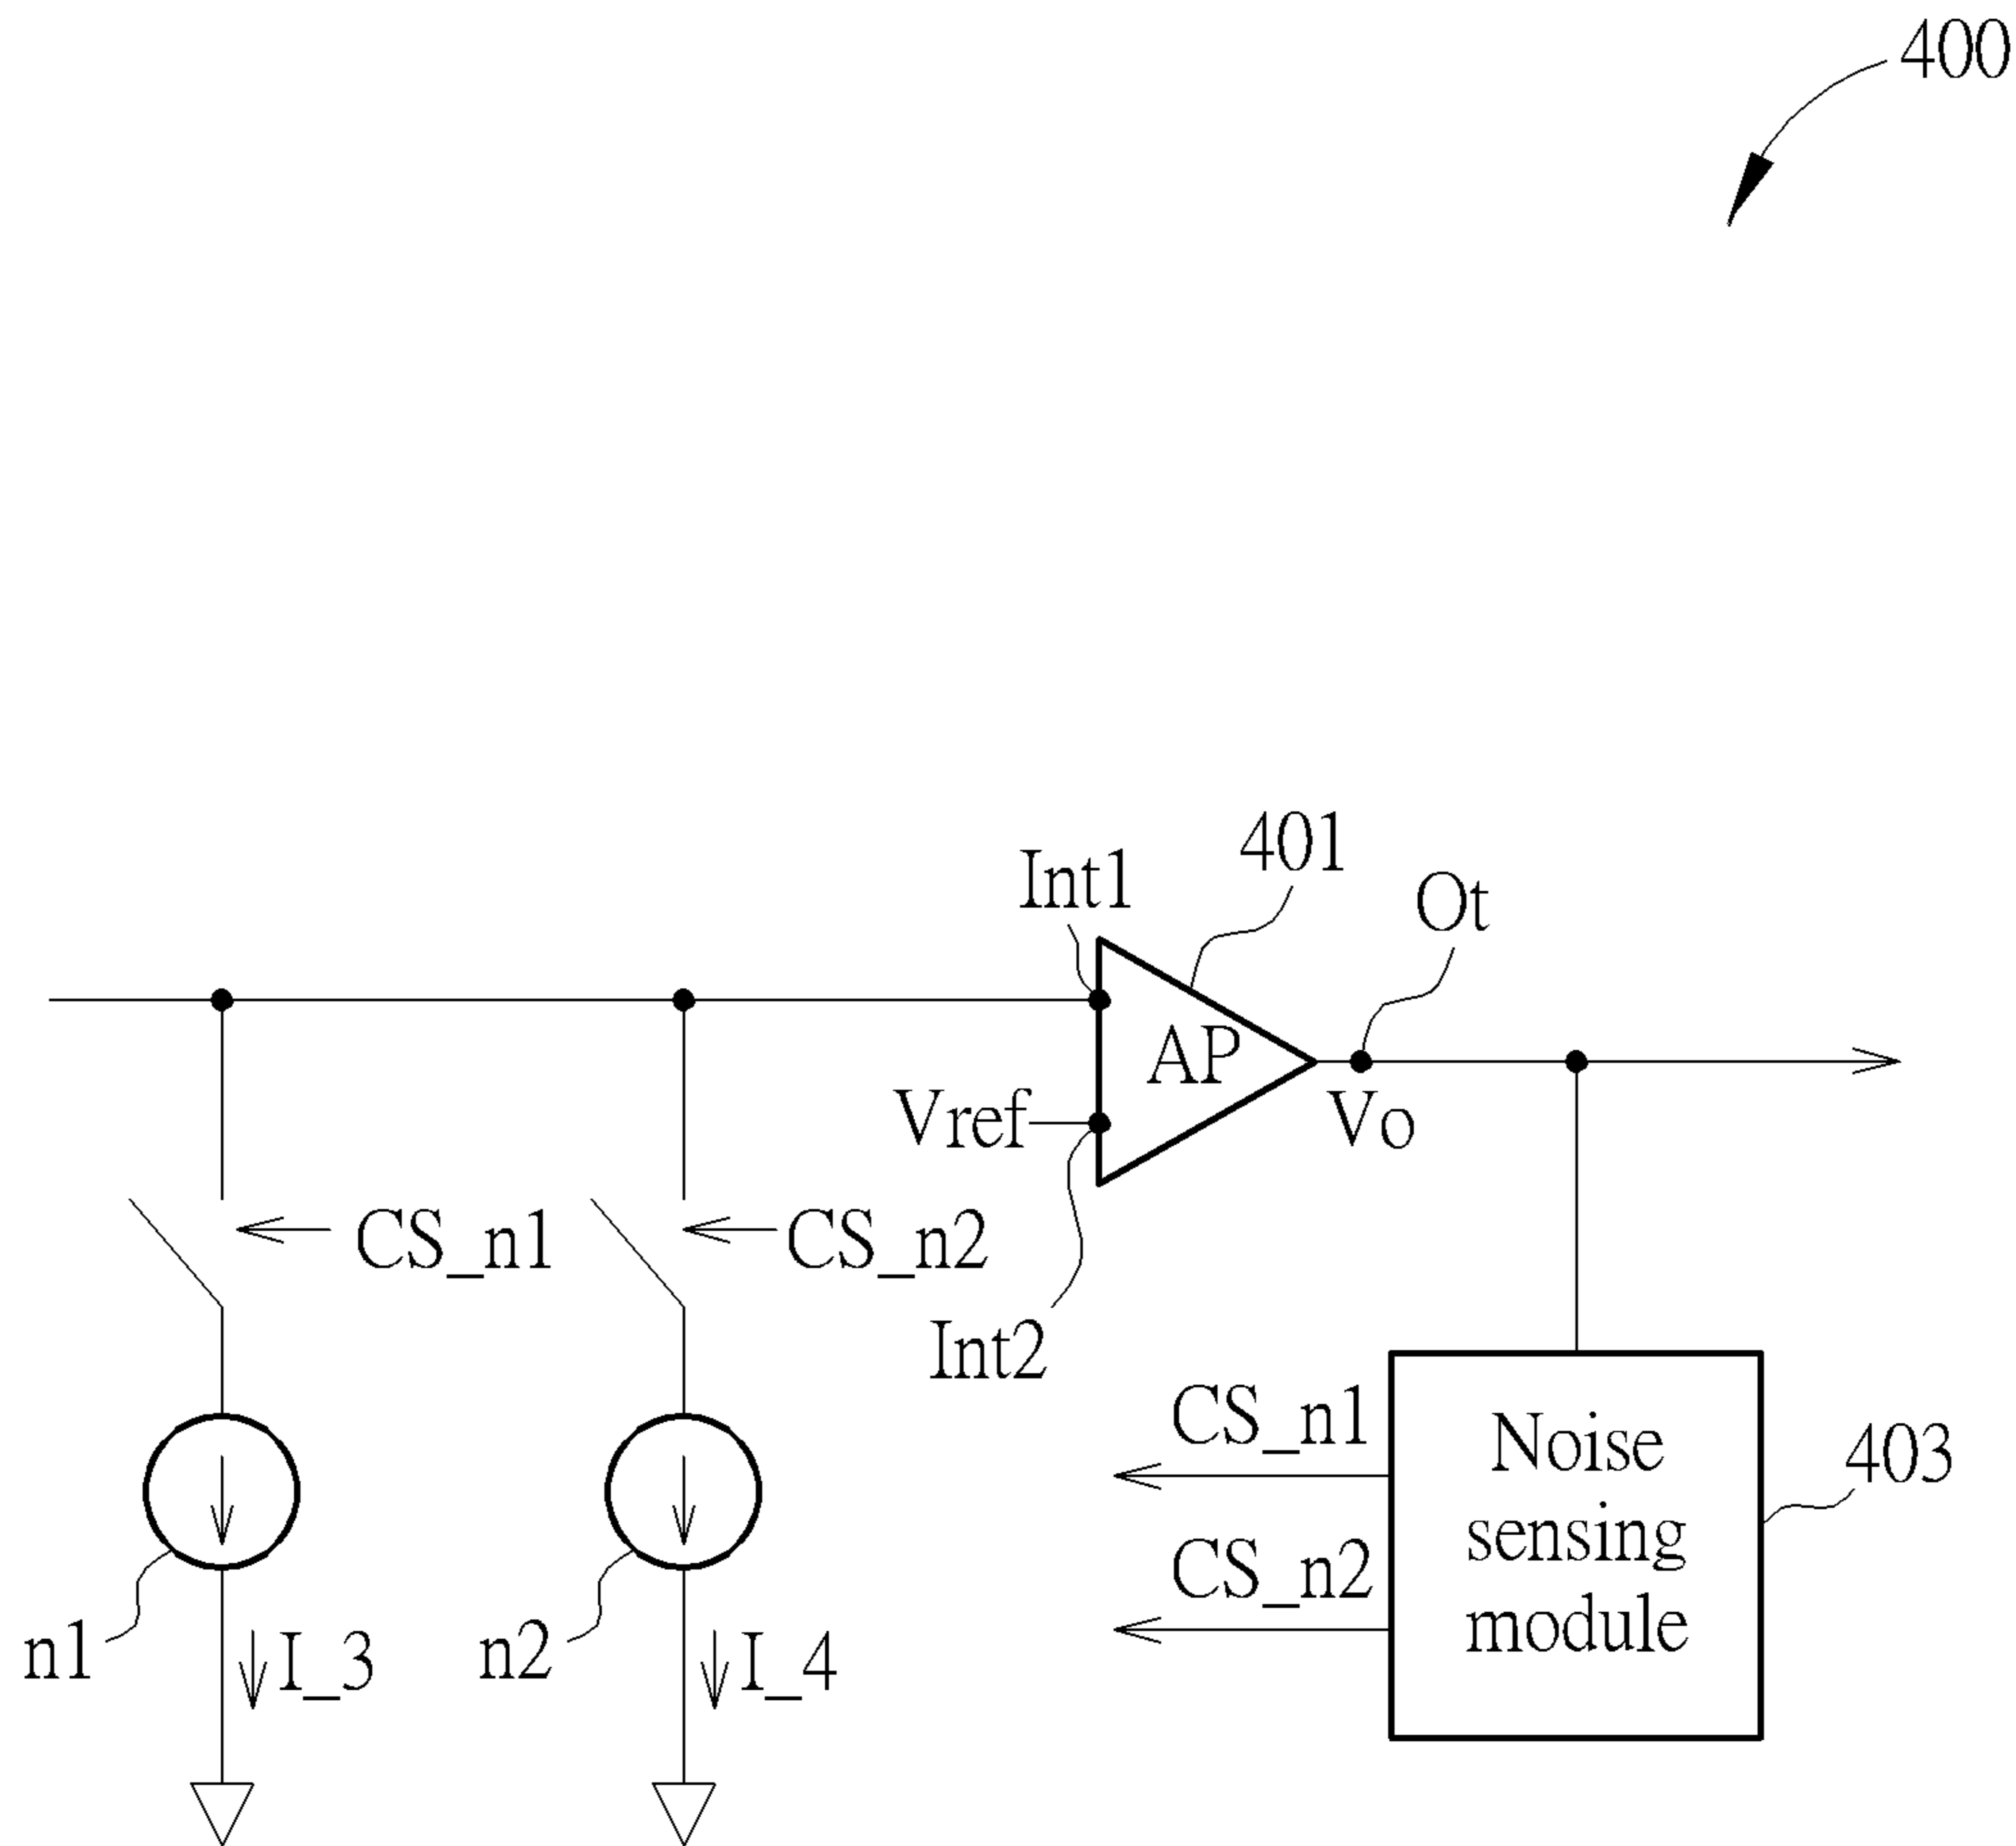 400
401
Int1
Ot
AP
Vref
Vo
CS_n1
CS_n2
Int2
CS_n1
Noise
sensing
module
403
CS_n2
n1
I_3
n2
I_4